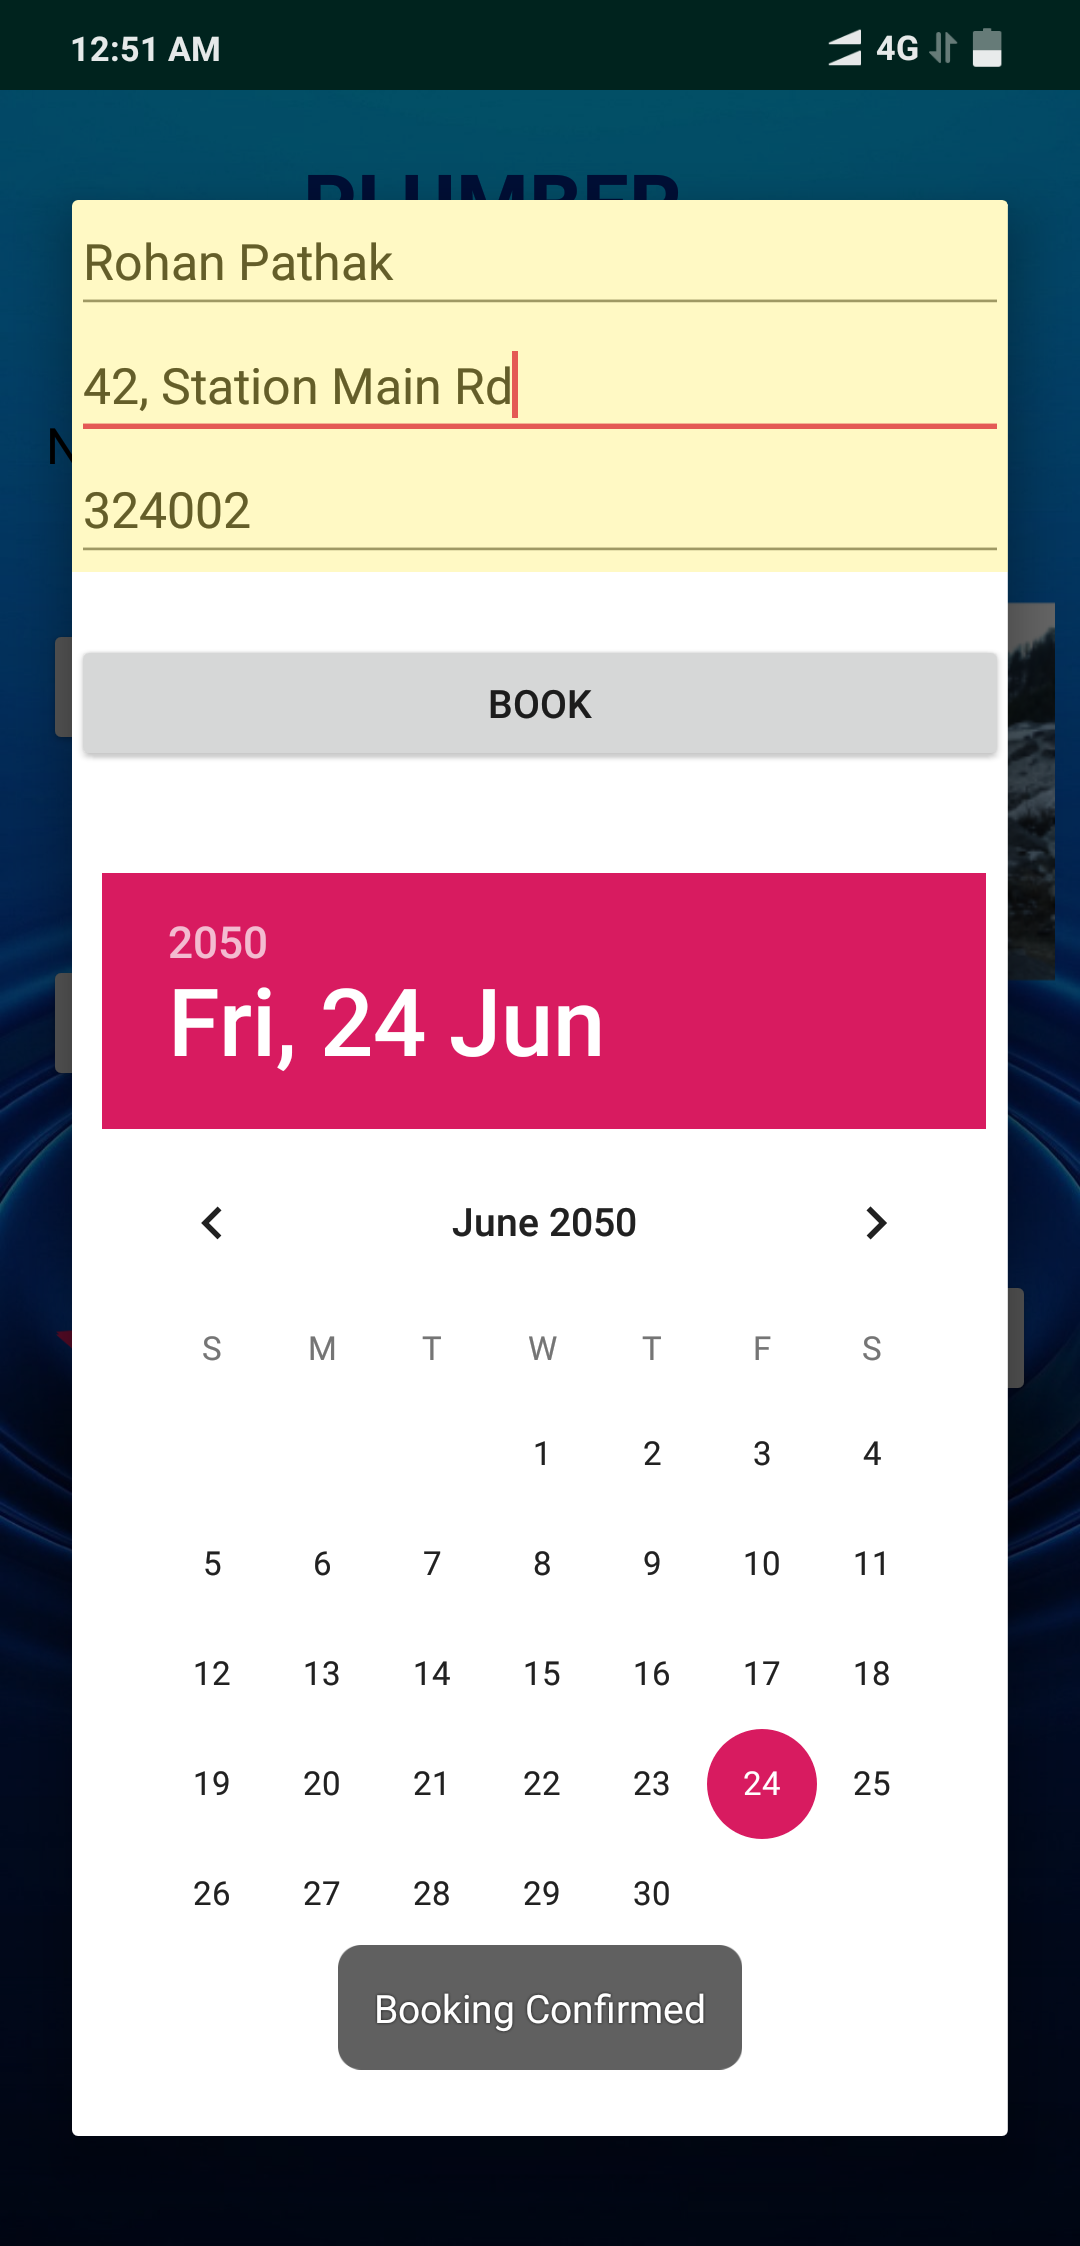 12:51 AM 4G
PLUMBER
Rohan Pathak
42, Station Main Rd
324002
BOOK
2050
Fri, 24 Jun
June 2050
S M T W T F S
1 2 3 4
5 6 7 8 9 10 11
12 13 14 15 16 17 18
19 20 21 22 23 24 25
26 27 28 29 30
Booking Confirmed